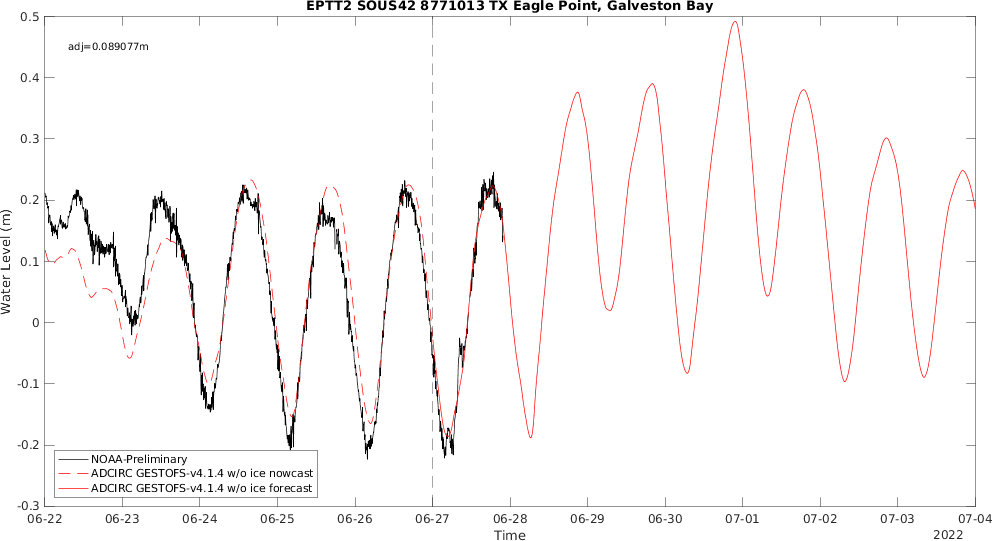 EPTT2 SOUS42 8771013 TX Eagle Point, Galveston Bay
adj=0.089077m
0.5
0.4
0.3
0.2
0.1
0
-0.1
-0.2
-0.3
Water Level (m)
NOAA-Preliminary
ADCIRC GESTOFS-v4.1.4 w/o ice nowcast
ADCIRC GESTOFS-v4.1.4 w/o ice forecast
06-22 06-23 06-24 06-25 06-26 06-27 06-28 06-29 06-30 07-01 07-02 07-03 07-04
Time
2022